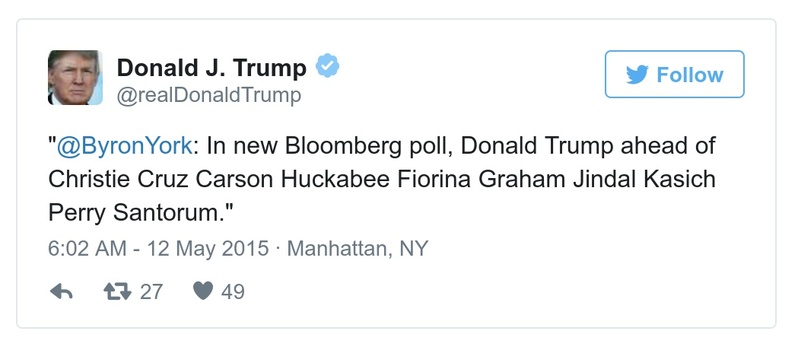 Donald J. Trump
@realDonaldTrump
Follow
"@ByronYork: In new Bloomberg poll, Donald Trump ahead of
Christie Cruz Carson Huckabee Fiorina Graham Jindal Kasich
Perry Santorum."
6:02 AM - 12 May 2015 · Manhattan, NY
27 49